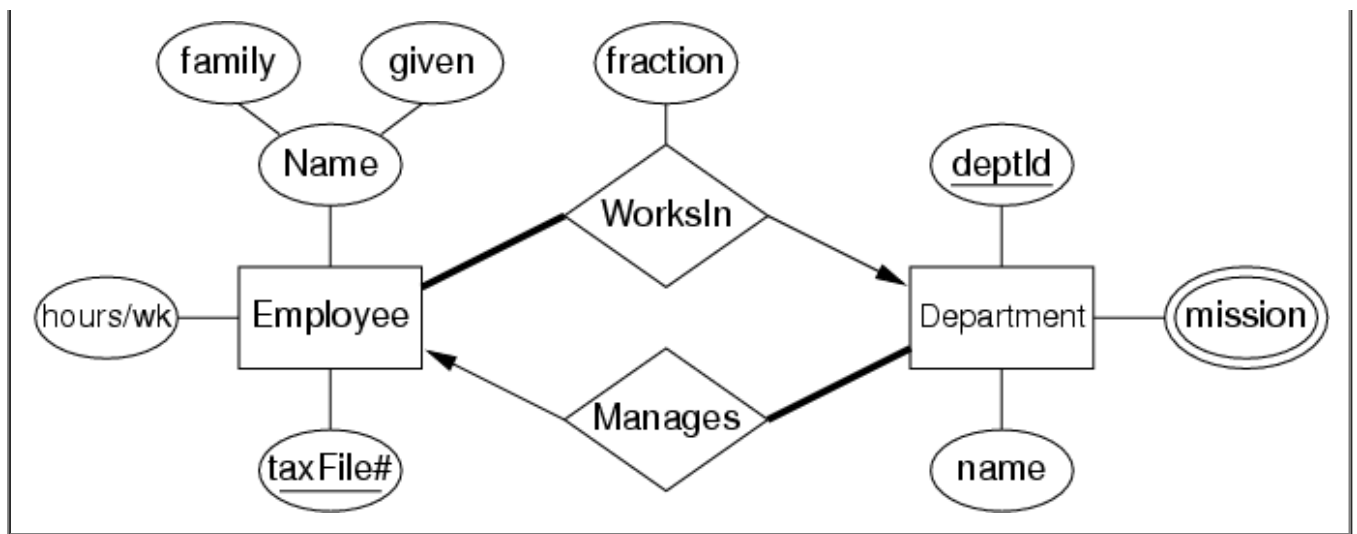 family
given
fraction
Name
deptId
WorksIn
hours/wk
Employee
Department
mission
Manages
taxFile#
name